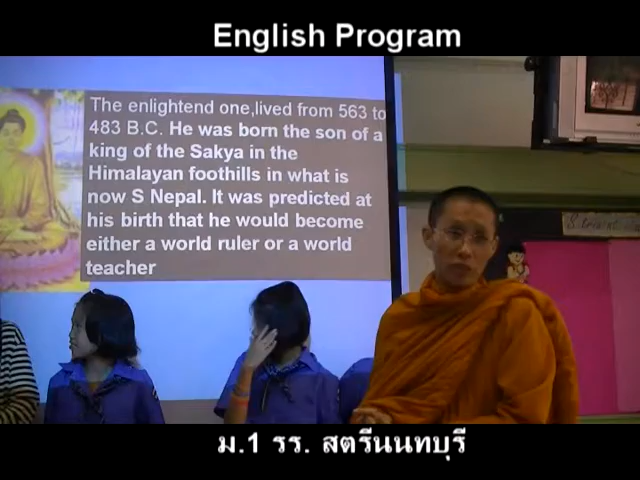 English Program
The enlightend one,lived from 563 to
483 B.C. He was born the son of a
king of the Sakya in the
Himalayan foothills in what is
now S Nepal. It was predicted at
his birth that he would become
either a world ruler or a world
teacher
ม.1 รร. สตรีนนทบุรี